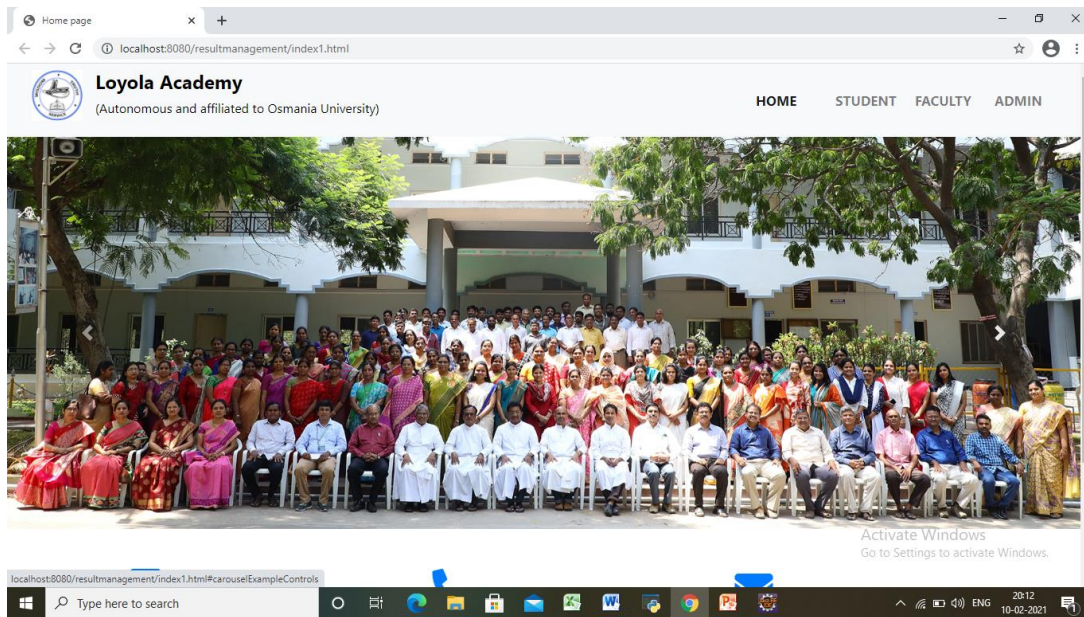 Home page
localhost:8080/resultmanagement/index1.html
Loyola Academy
(Autonomous and affiliated to Osmania University)
HOME STUDENT FACULTY ADMIN
Activate Windows
Go to Settings to activate Windows.
localhost:8080/resultmanagement/index1.html#carouselExampleControls
Type here to search
ENG
20:12
10-02-2021